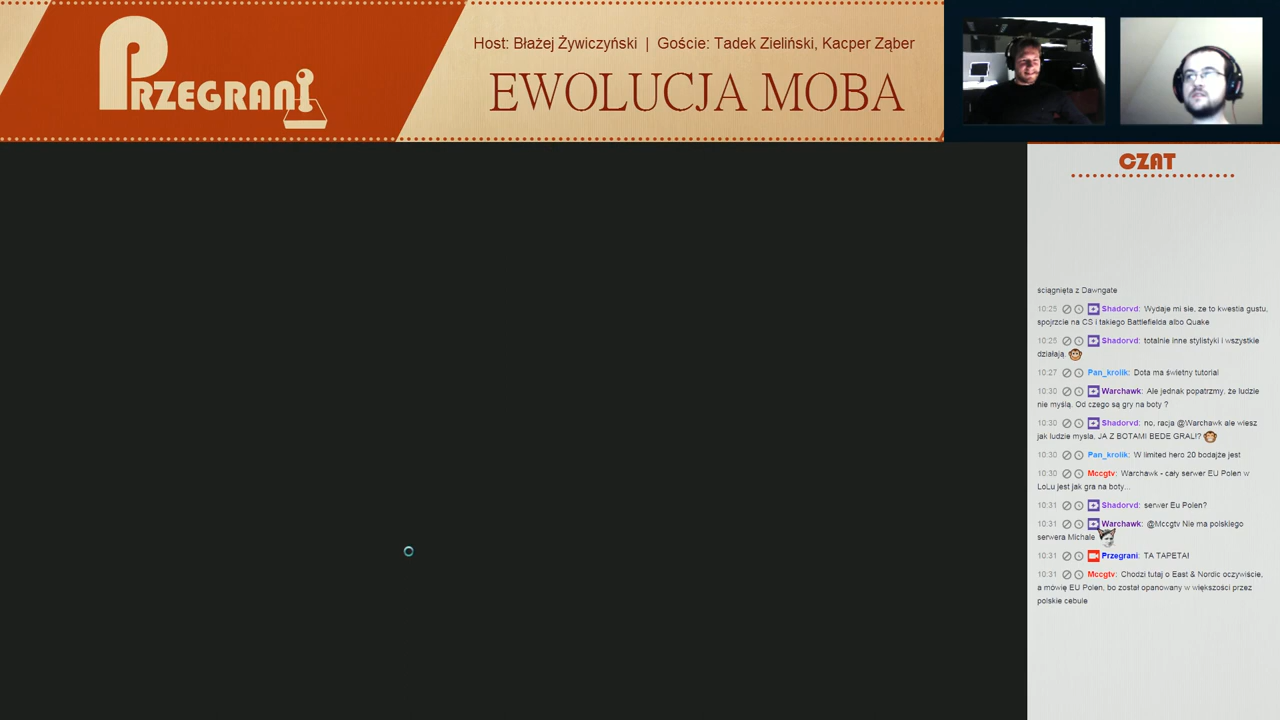 PRZEGRANI
Host: Błażej Żywiczyński | Goście: Tadek Zieliński, Kacper Ząber
EWOLUCJA MOBA
CZAT
ściągnięta z Dawngate
10:25 Shadorvd: Wydaje mi sie, ze to kwestia gustu,
spojrzcie na CS i takiego Battlefielda albo Quake
10:25 Shadorvd: totalnie inne stylistyki i wszystkie
działają.
10:27 Pan_krolik: Dota ma świetny tutorial
10:30 Warchawk: Ale jednak popatrzmy, że ludzie
nie myślą. Od czego są gry na boty ?
10:30 Shadorvd: no, racja @Warchawk ale wiesz
jak ludzie mysla, JA Z BOTAMI BEDE GRAL!?
10:30 Pan_krolik: W limited hero 20 bodajże jest
10:30 Mccgtv: Warchawk - cały serwer EU Polen w
LoLu jest jak gra na boty...
10:31 Shadorvd: serwer Eu Polen?
10:31 Warchawk: @Mccgtv Nie ma polskiego
serwera Michale
10:31 Przegrani: TA TAPETA!
10:31 Mccgtv: Chodzi tutaj o East & Nordic oczywiście,
a mówię EU Polen, bo został opanowany w większości przez
polskie cebule